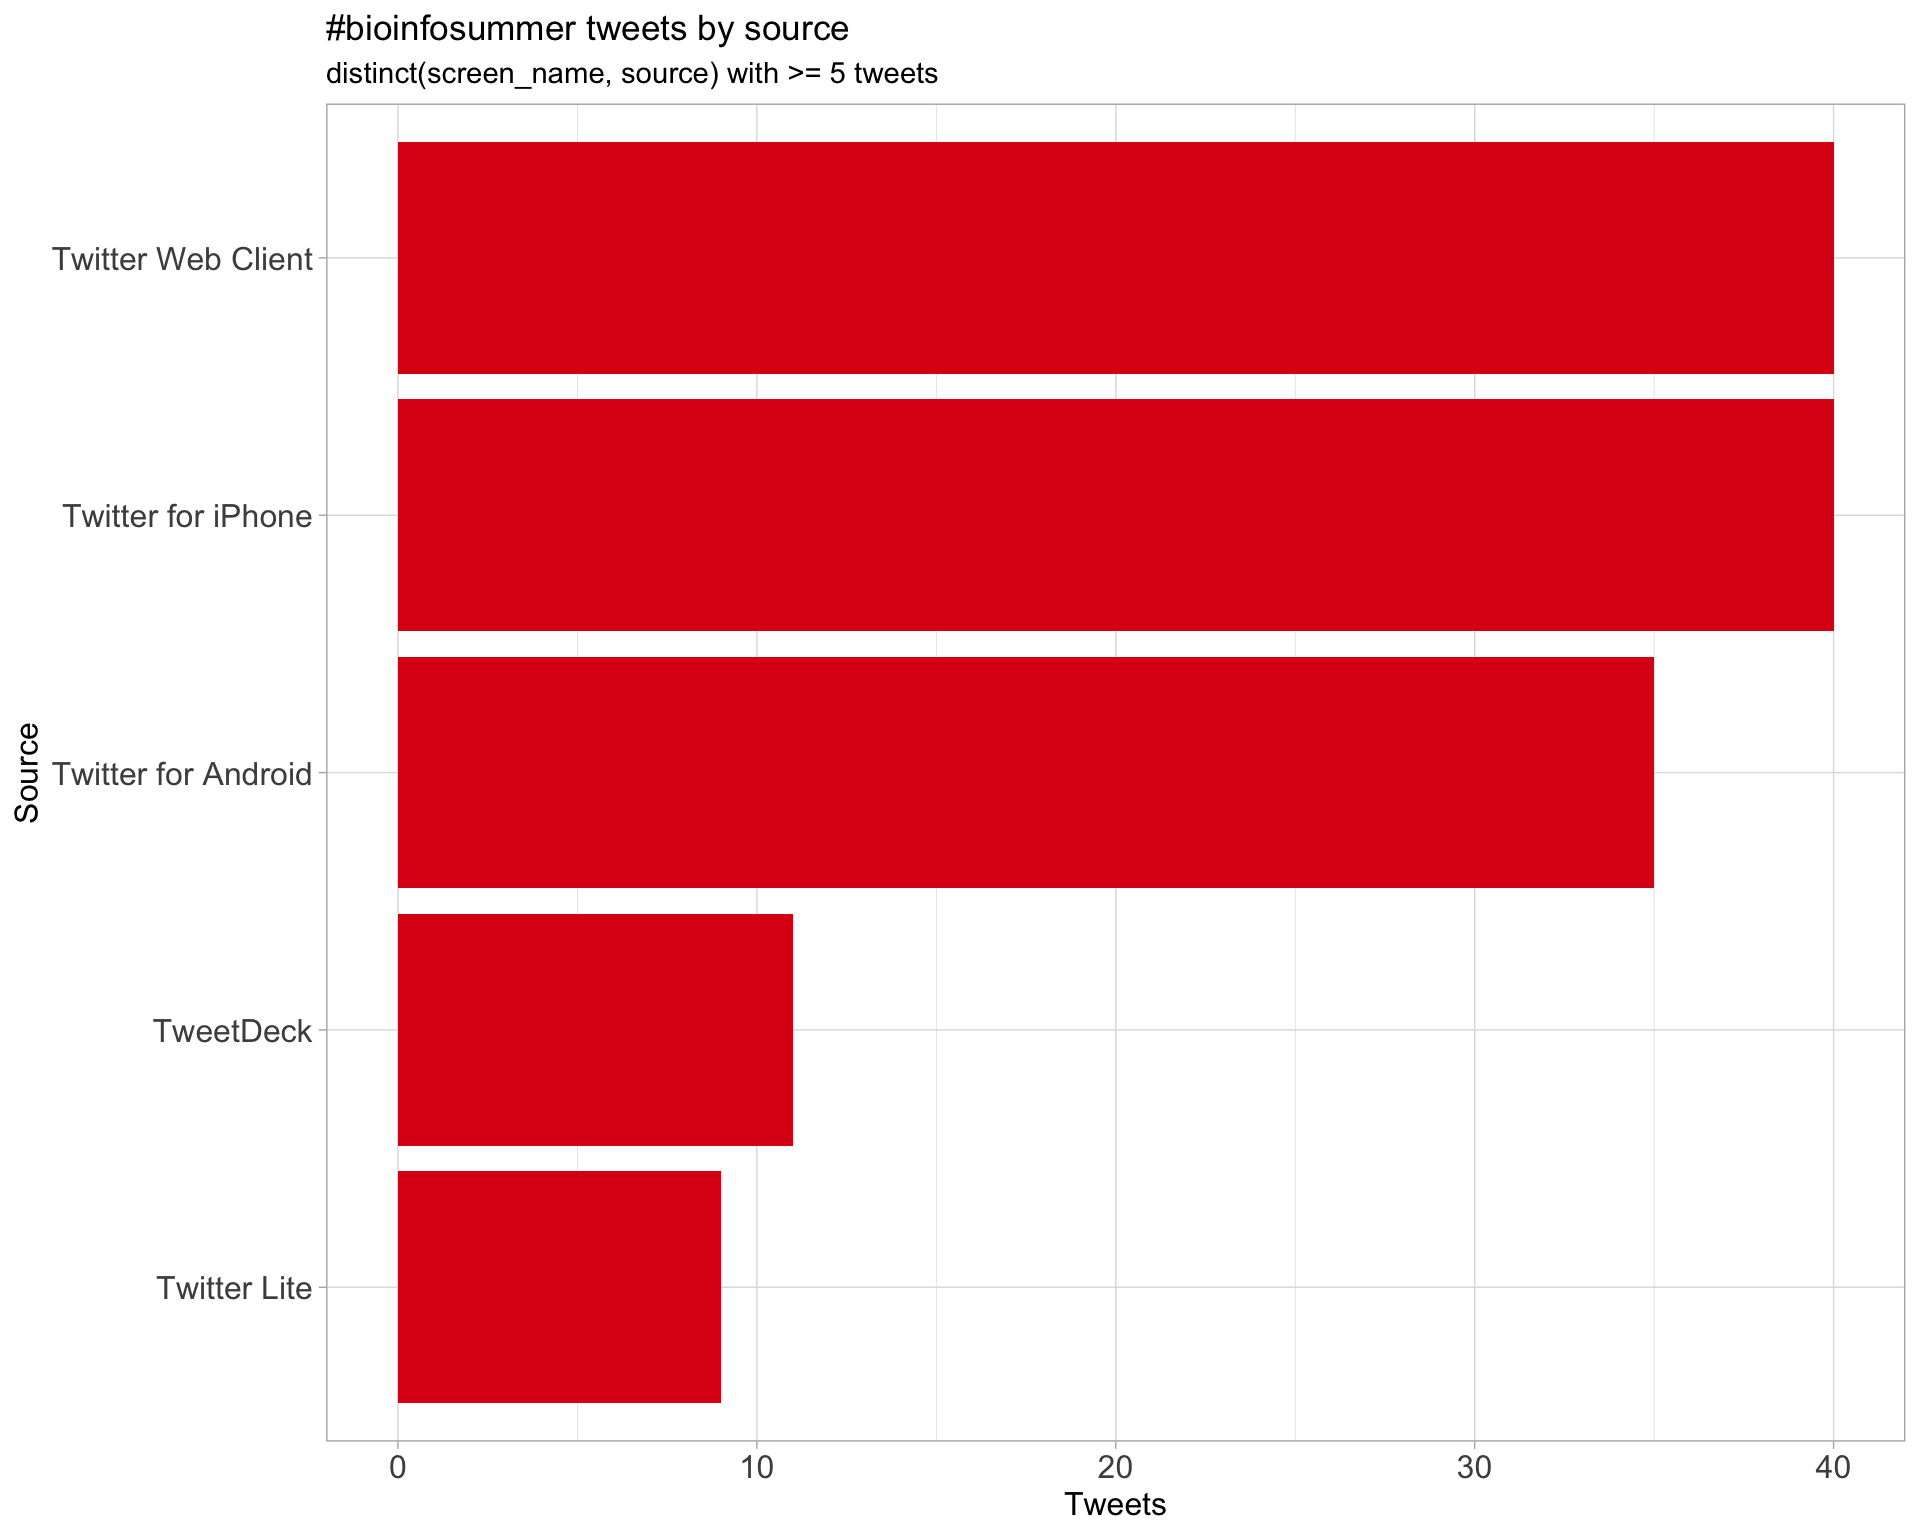 #bioinfosummer tweets by source
distinct(screen_name, source) with >= 5 tweets
Source
Twitter Web Client
Twitter for iPhone
Twitter for Android
TweetDeck
Twitter Lite
0 10 20 30 40
Tweets